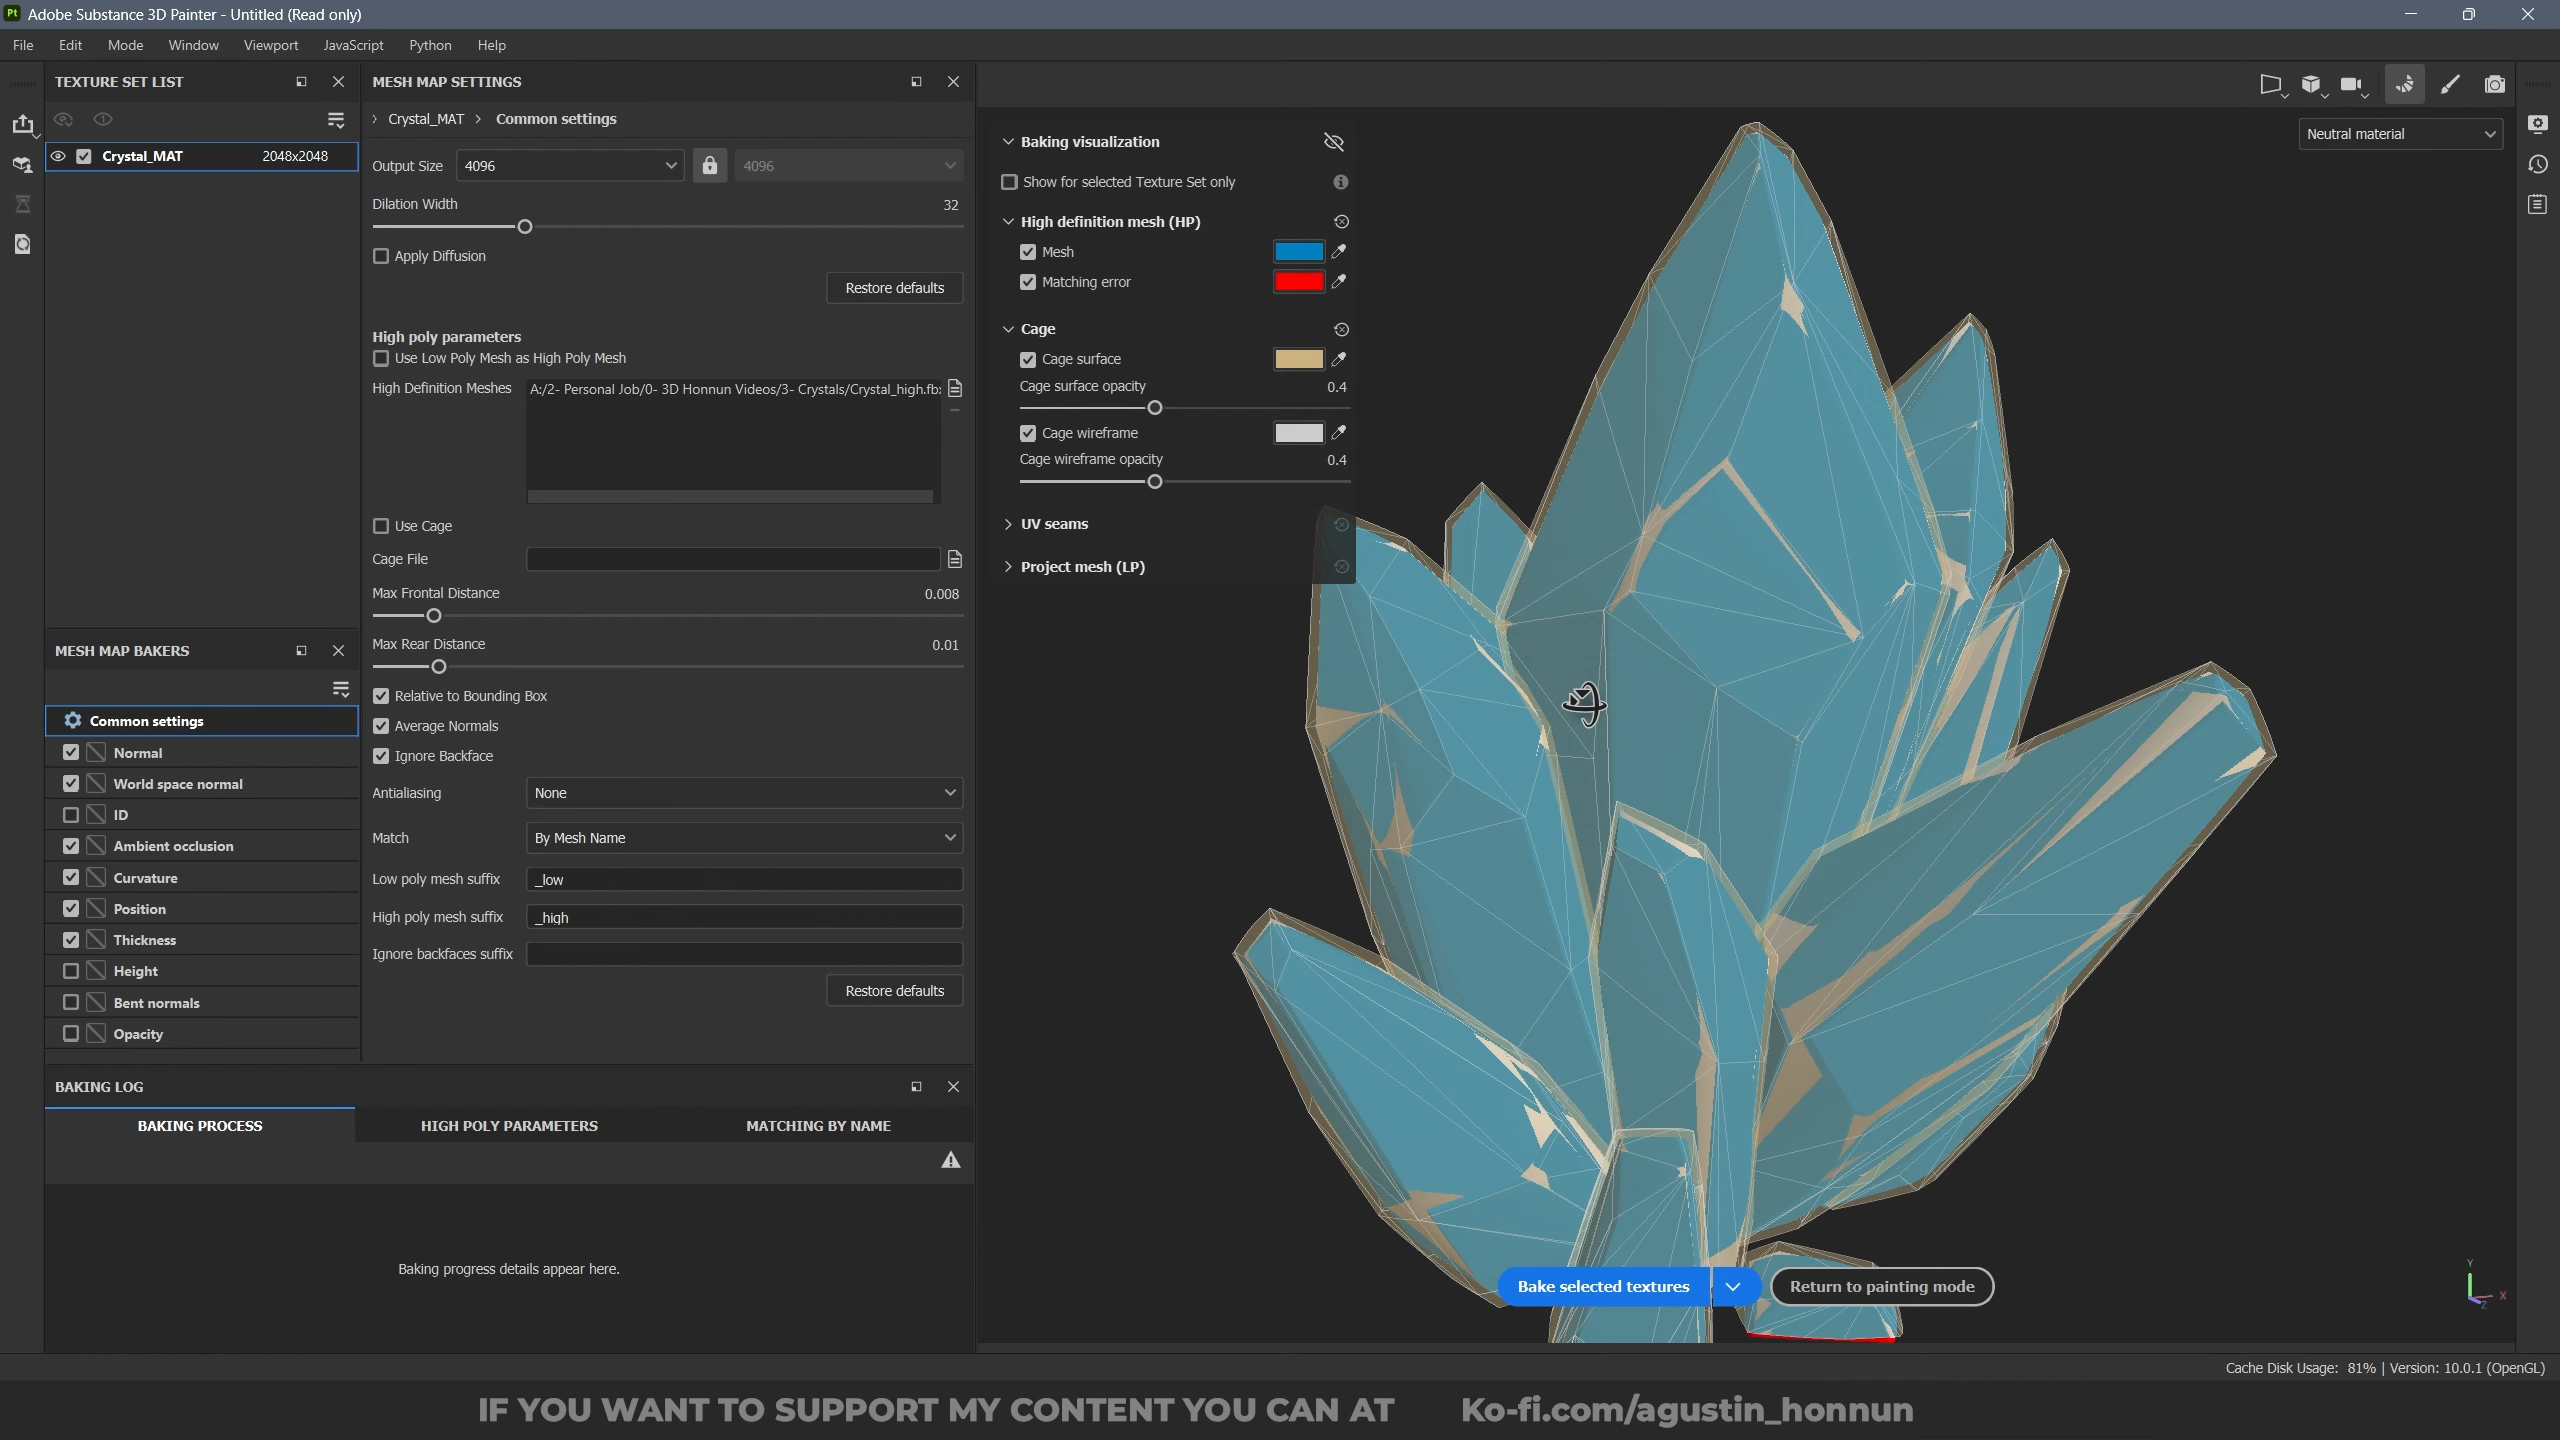 Pt Adobe Substance 3D Painter - Untitled (Read only)
File Edit Mode Window Viewport JavaScript Python Help
TEXTURE SET LIST
Crystal_MAT 2048x2048
MESH MAP SETTINGS
Crystal_MAT > Common settings
Output Size 4096 4096
Dilation Width 32
Apply Diffusion
Restore defaults
High poly parameters
Use Low Poly Mesh as High Poly Mesh
High Definition Meshes A:/2- Personal Job/0- 3D Honnun Videos/3- Crystals/Crystal_high.fb
Use Cage
Cage File
Max Frontal Distance 0.008
Max Rear Distance 0.01
Relative to Bounding Box
Average Normals
Ignore Backface
Antialiasing None
Match By Mesh Name
Low poly mesh suffix _low
High poly mesh suffix _high
Ignore backfaces suffix
Restore defaults
MESH MAP BAKERS
Common settings
Normal
World space normal
ID
Ambient occlusion
Curvature
Position
Thickness
Height
Bent normals
Opacity
BAKING LOG
BAKING PROCESS HIGH POLY PARAMETERS MATCHING BY NAME
Baking progress details appear here.
Baking visualization
Show for selected Texture Set only
High definition mesh (HP)
Mesh
Matching error
Cage
Cage surface
Cage surface opacity 0.4
Cage wireframe
Cage wireframe opacity 0.4
UV seams
Project mesh (LP)
Neutral material
Bake selected textures
Return to painting mode
Y
X
Z
Cache Disk Usage: 81% | Version: 10.0.1 (OpenGL)
IF YOU WANT TO SUPPORT MY CONTENT YOU CAN AT Ko-fi.com/agustin_honnun